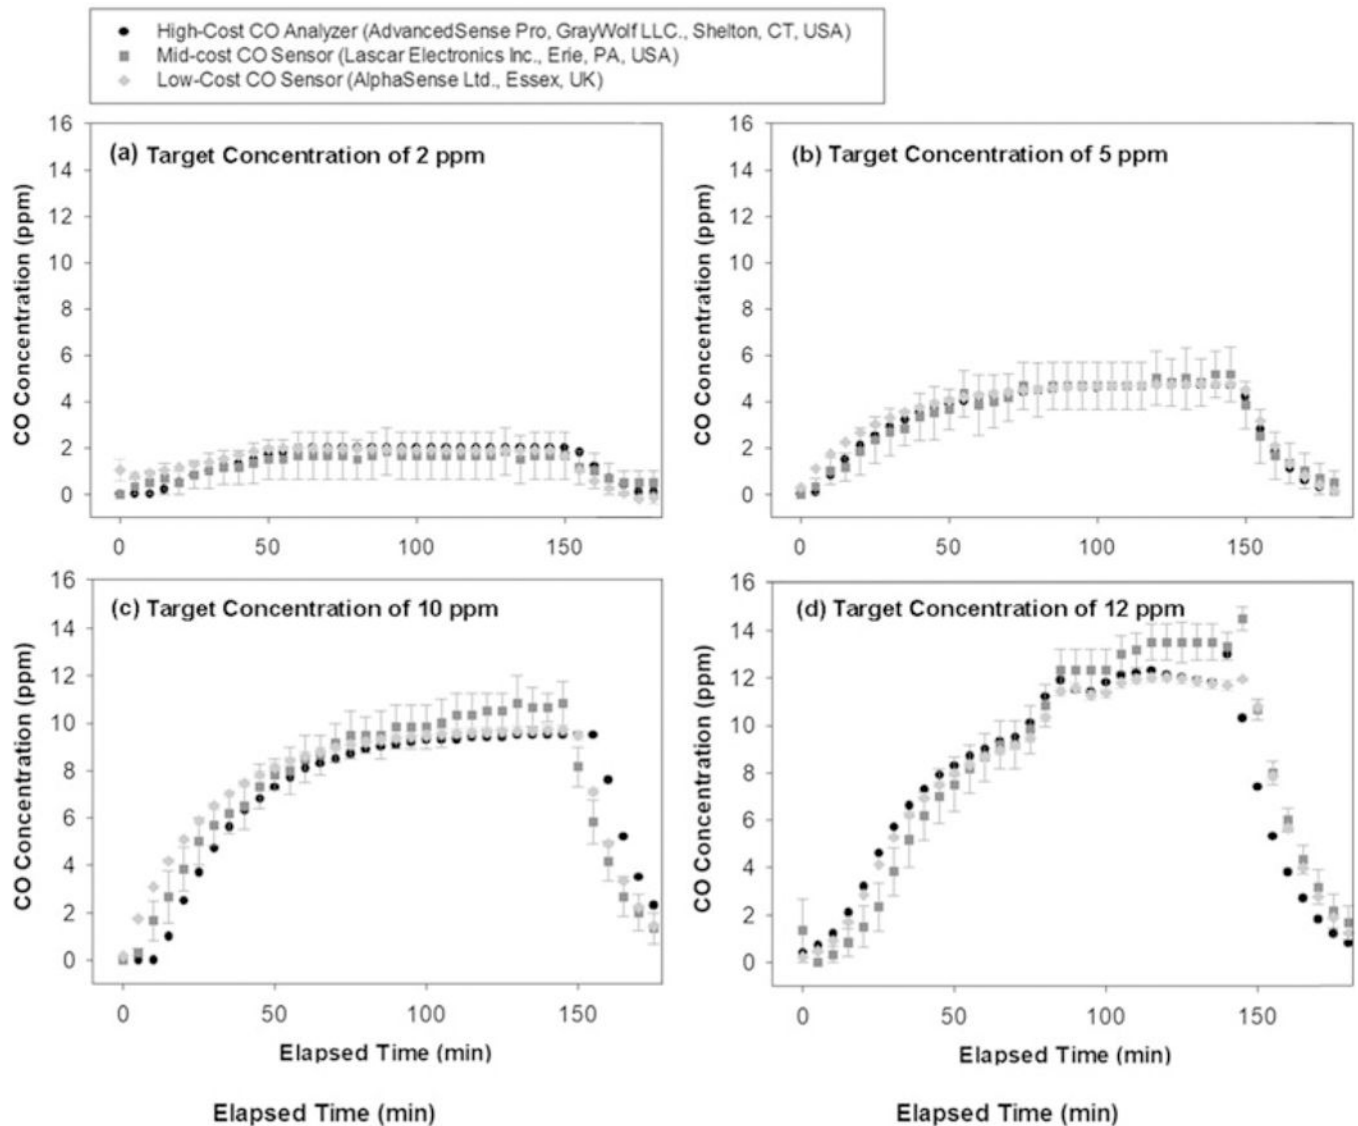 High-Cost CO Analyzer (AdvancedSense Pro, GrayWolf LLC., Shelton, CT, USA)
Mid-cost CO Sensor (Lascar Electronics Inc., Erie, PA, USA)
Low-Cost CO Sensor (AlphaSense Ltd., Essex, UK)
(a) Target Concentration of 2 ppm
CO Concentration (ppm)
16
14
12
10
8
6
4
2
0
0 50 100 150
(b) Target Concentration of 5 ppm
CO Concentration (ppm)
16
14
12
10
8
6
4
2
0
0 50 100 150
(c) Target Concentration of 10 ppm
CO Concentration (ppm)
16
14
12
10
8
6
4
2
0
0 50 100 150
Elapsed Time (min)
(d) Target Concentration of 12 ppm
CO Concentration (ppm)
16
14
12
10
8
6
4
2
0
0 50 100 150
Elapsed Time (min)
Elapsed Time (min)
Elapsed Time (min)